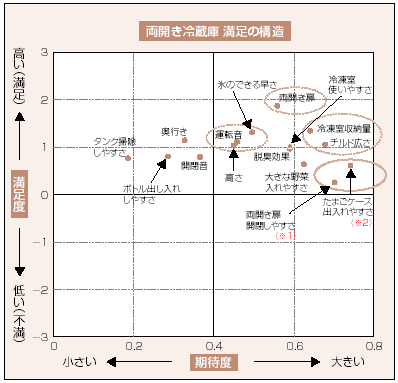 両開き冷蔵庫 満足の構造
高い(満足)
満足度
低い(不満)
3
2
1
0
−1
−2
−3
0
0.2
0.4
0.6
0.8
小さい
期待度
大きい
氷のできる早さ
両開き扉
冷凍室
使いやすさ
タンク掃除
しやすさ
奥行き
運転音
冷凍室収納量
チルド広さ
脱臭効果
開閉音
高さ
ボトル出し入れ
しやすさ
大きな野菜
入れやすさ
両開き扉
開閉しやすさ
(※1)
たまごケース
出入れやすさ
(※2)